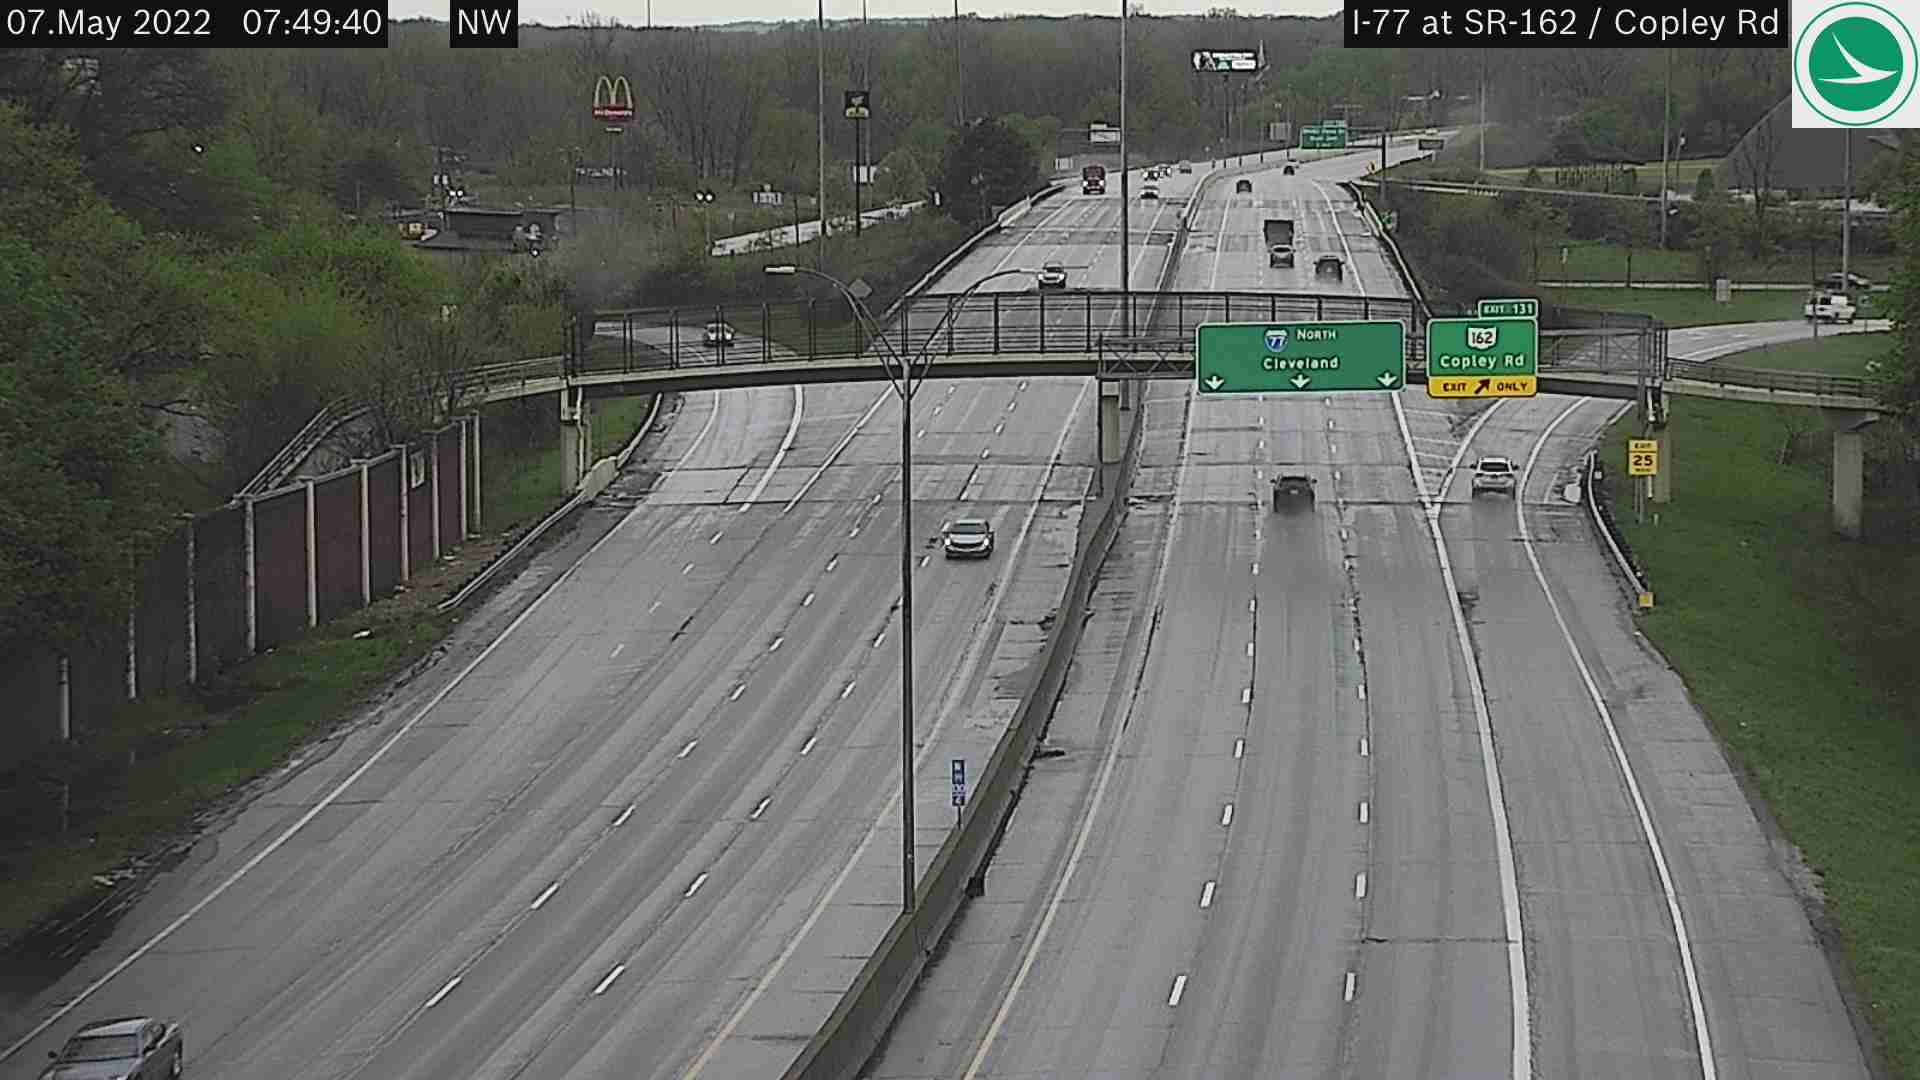 07.May 2022 07:49:40
NW
I-77 at SR-162 / Copley Rd
McDonald's
EXIT 131
77 NORTH
Cleveland
162
Copley Rd
EXIT ONLY
EXIT
25